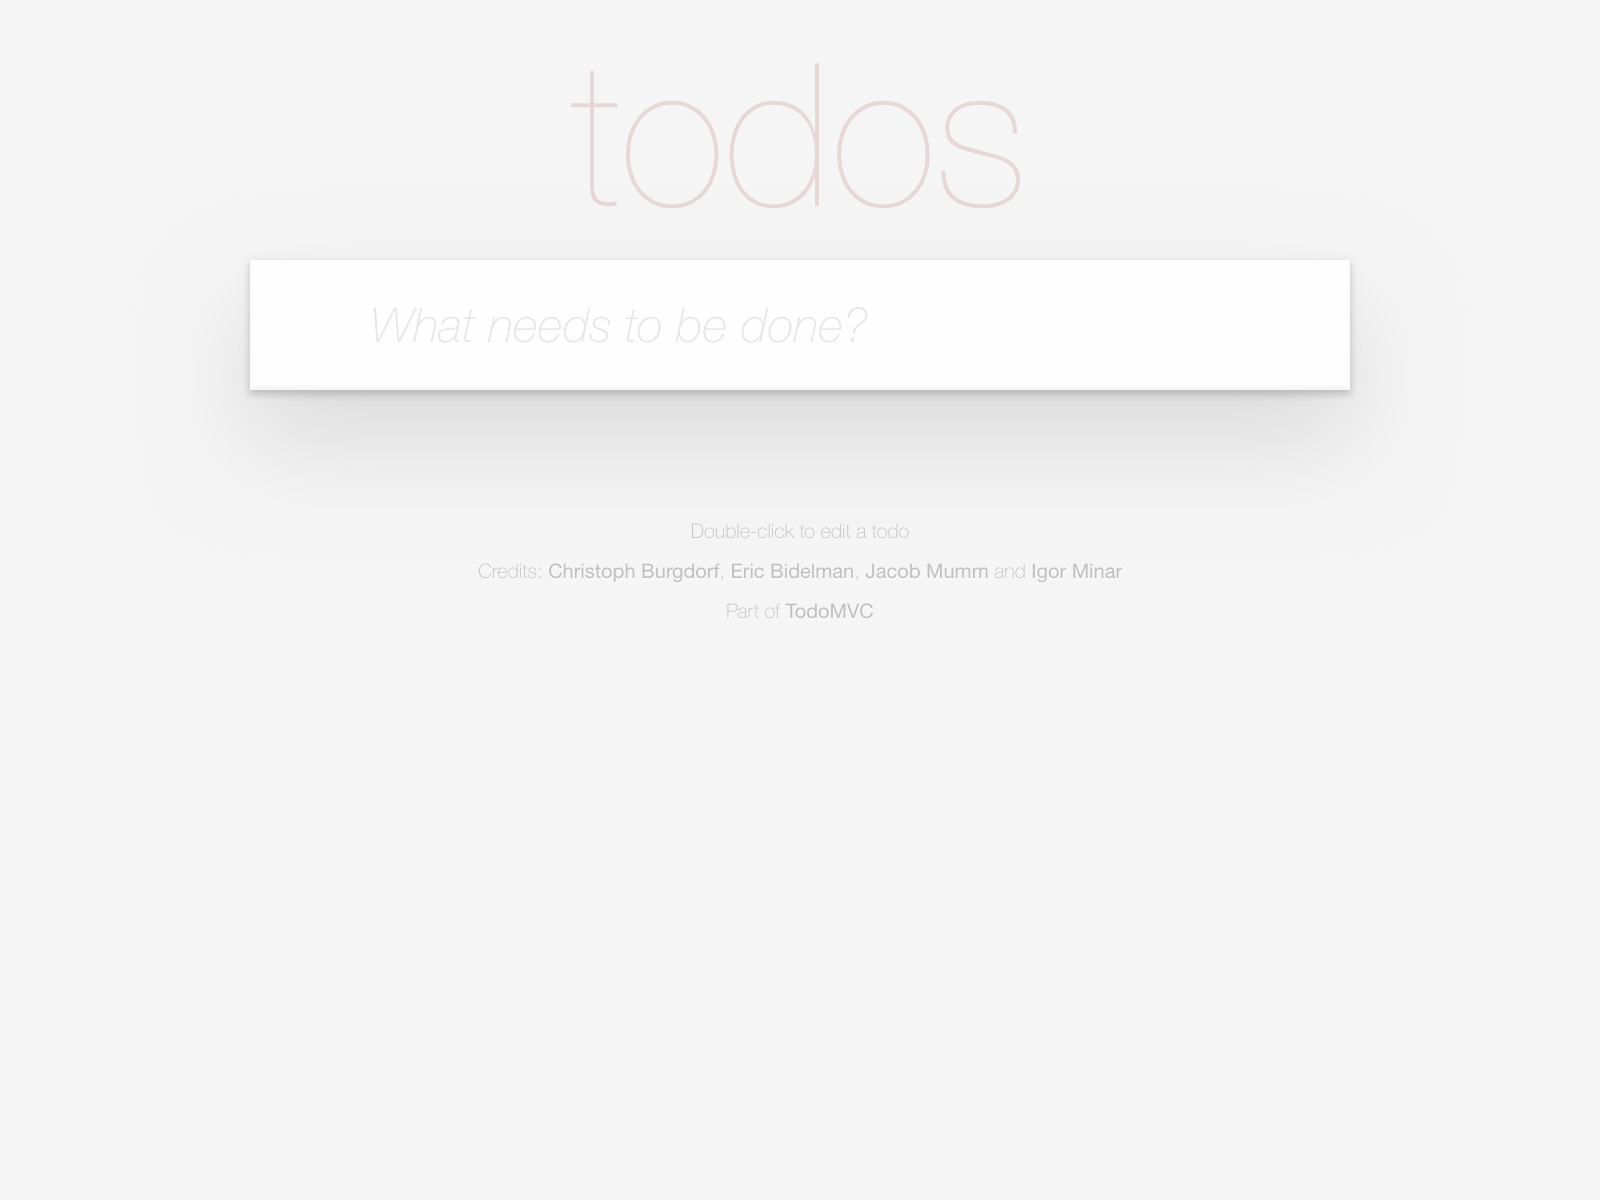 todos
What needs to be done?
Double-click to edit a todo
Credits: Christoph Burgdorf, Eric Bidelman, Jacob Mumm and Igor Minar
Part of TodoMVC